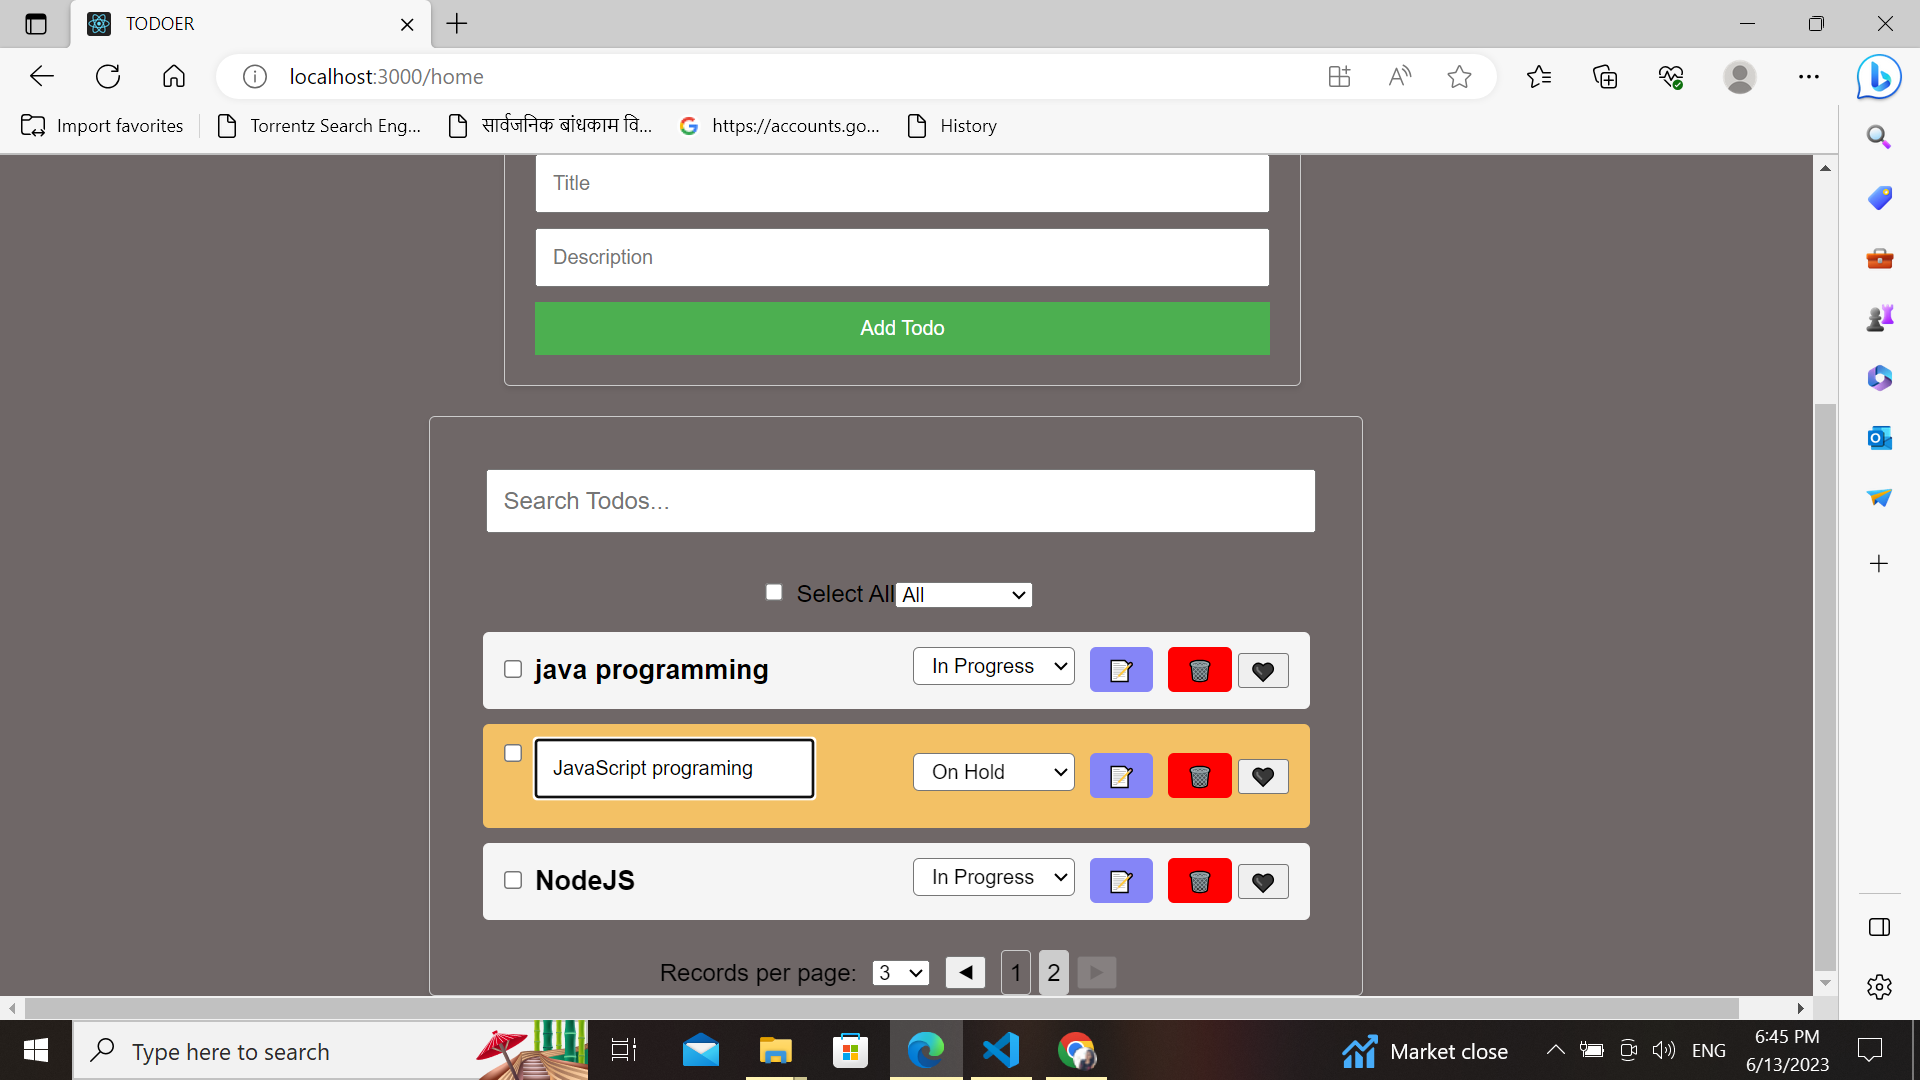 TODOER
localhost:3000/home
Import favorites
Torrentz Search Eng...
सार्वजनिक बांधकाम वि...
https://accounts.go...
History
Title
Description
Add Todo
Search Todos...
Select All
All
java programming
In Progress
JavaScript programing
On Hold
NodeJS
In Progress
Records per page: 3 1 2
Type here to search
Market close
ENG
6:45 PM
6/13/2023